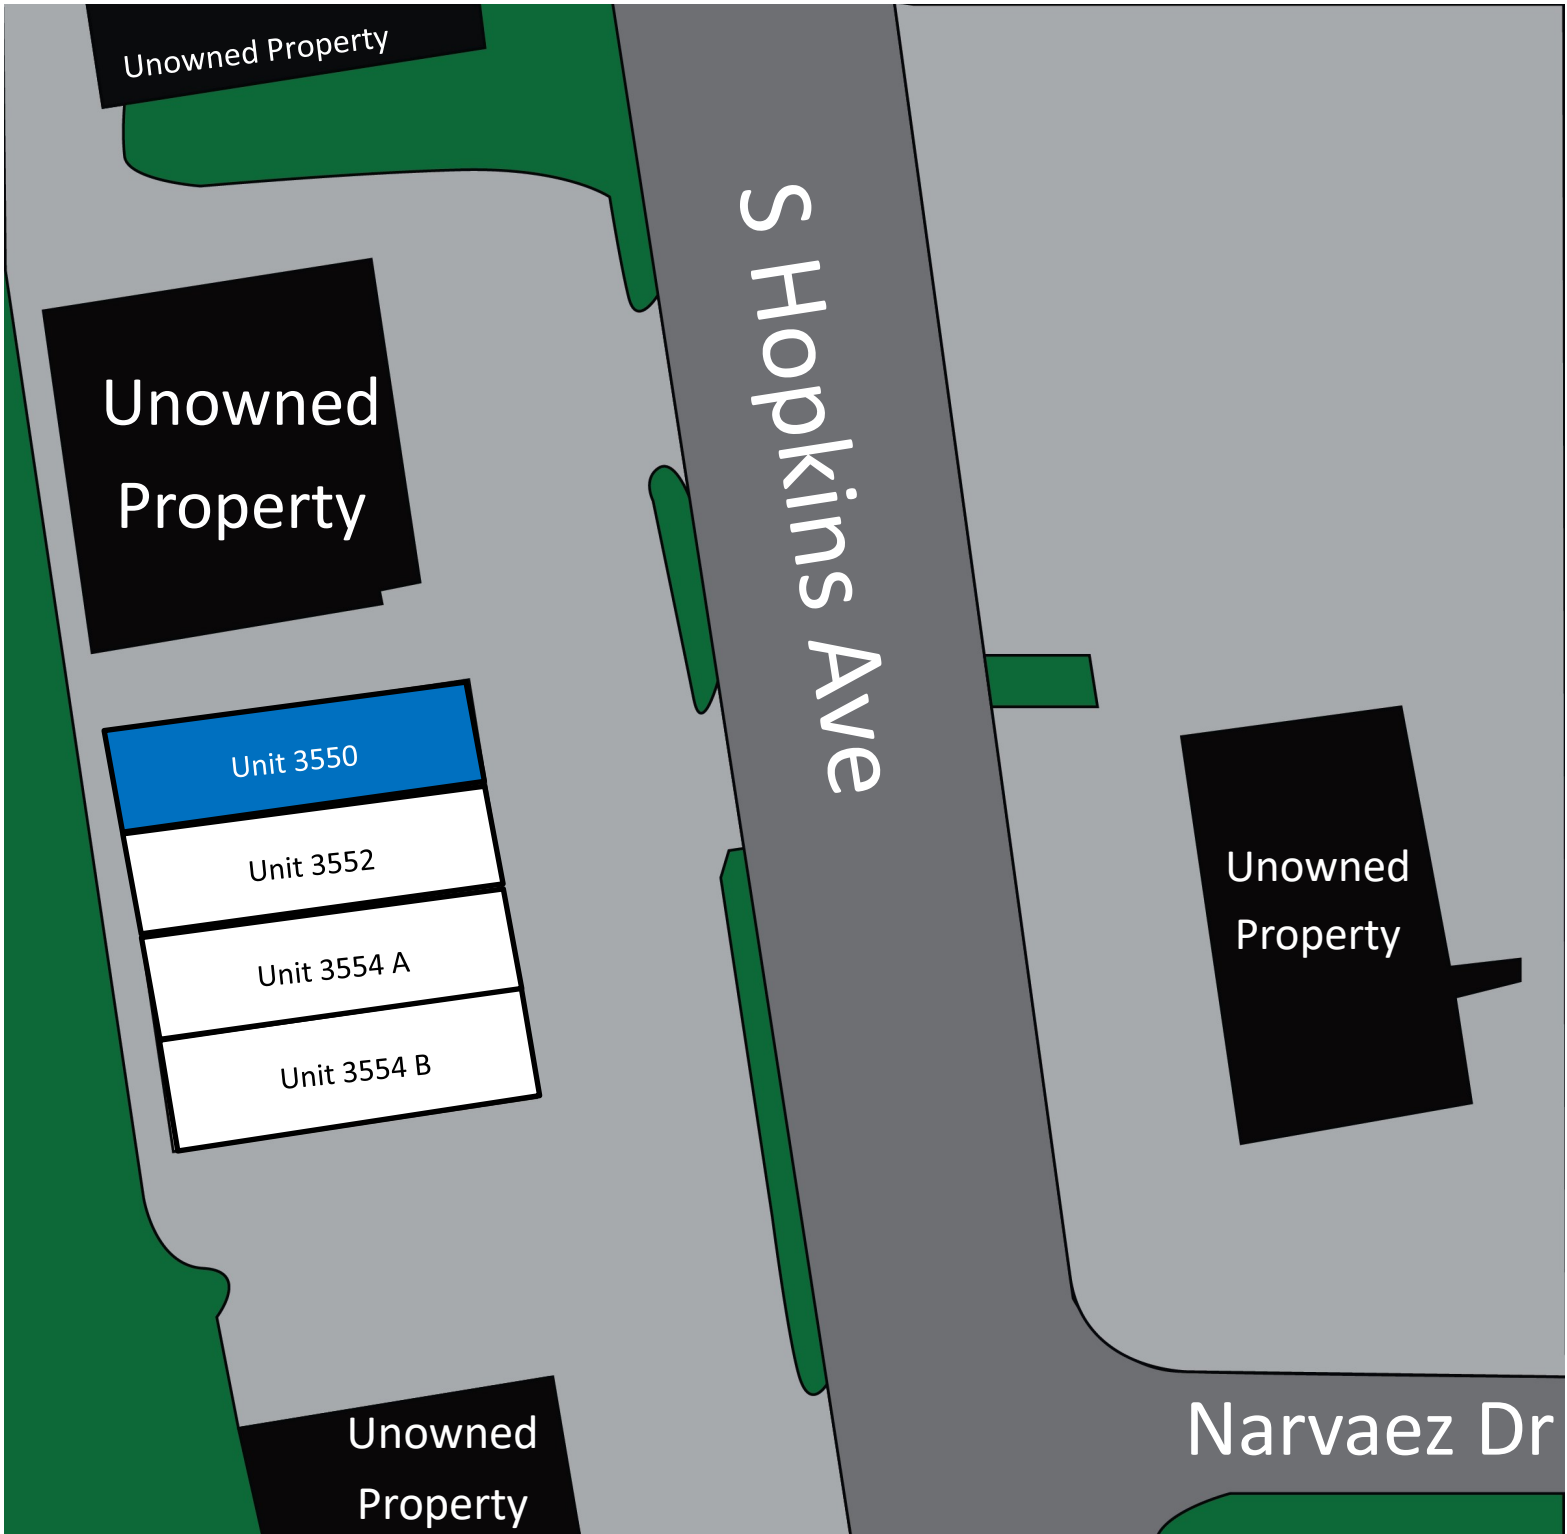 Unowned Property
S Hopkins Ave
Unowned
Property
Unit 3550
Unit 3552
Unit 3554 A
Unit 3554 B
Unowned
Property
Unowned
Property
Narvaez Dr